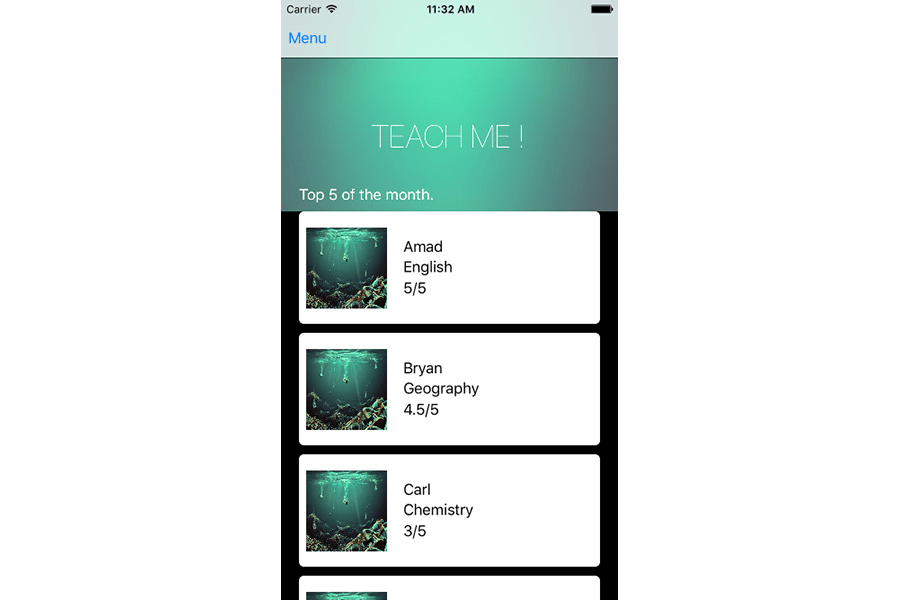 Carrier 11:32 AM
Menu
TEACH ME !
Top 5 of the month.
Amad
English
5/5
Bryan
Geography
4.5/5
Carl
Chemistry
3/5